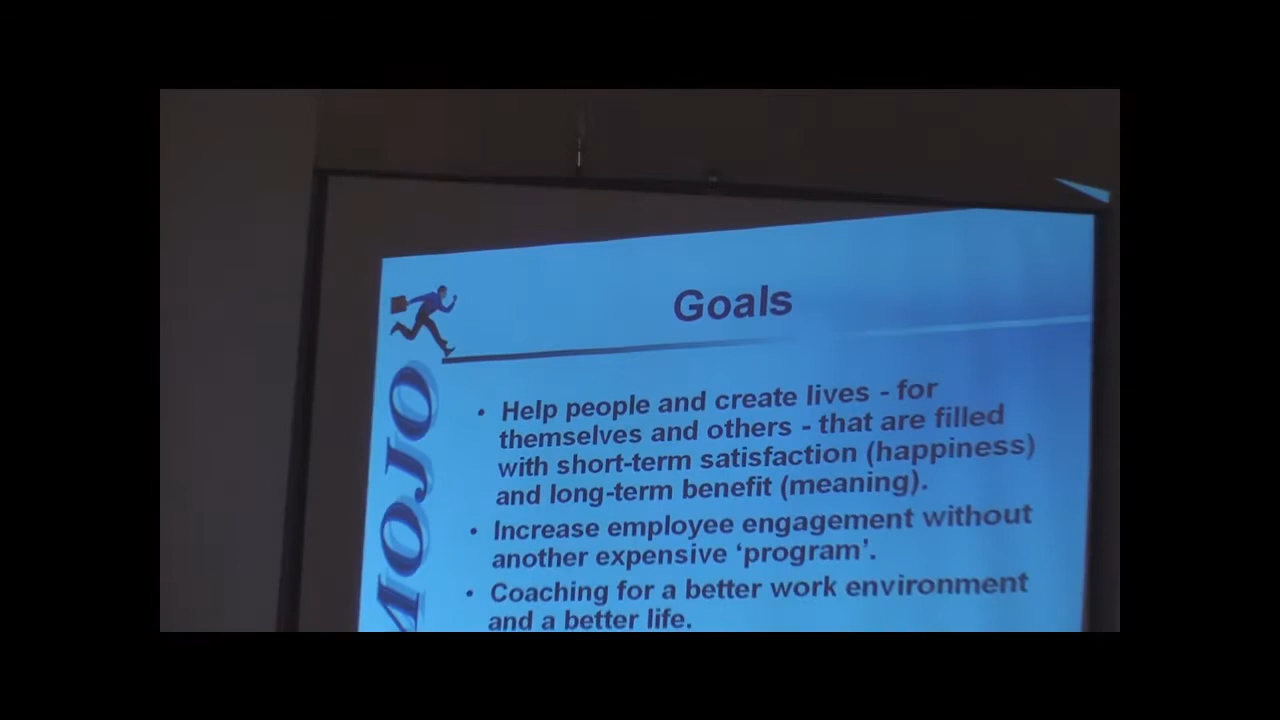 Goals
• Help people and create lives - for
themselves and others - that are filled
with short-term satisfaction (happiness)
and long-term benefit (meaning).
• Increase employee engagement without
another expensive ‘program’.
• Coaching for a better work environment
and a better life.
MOJO